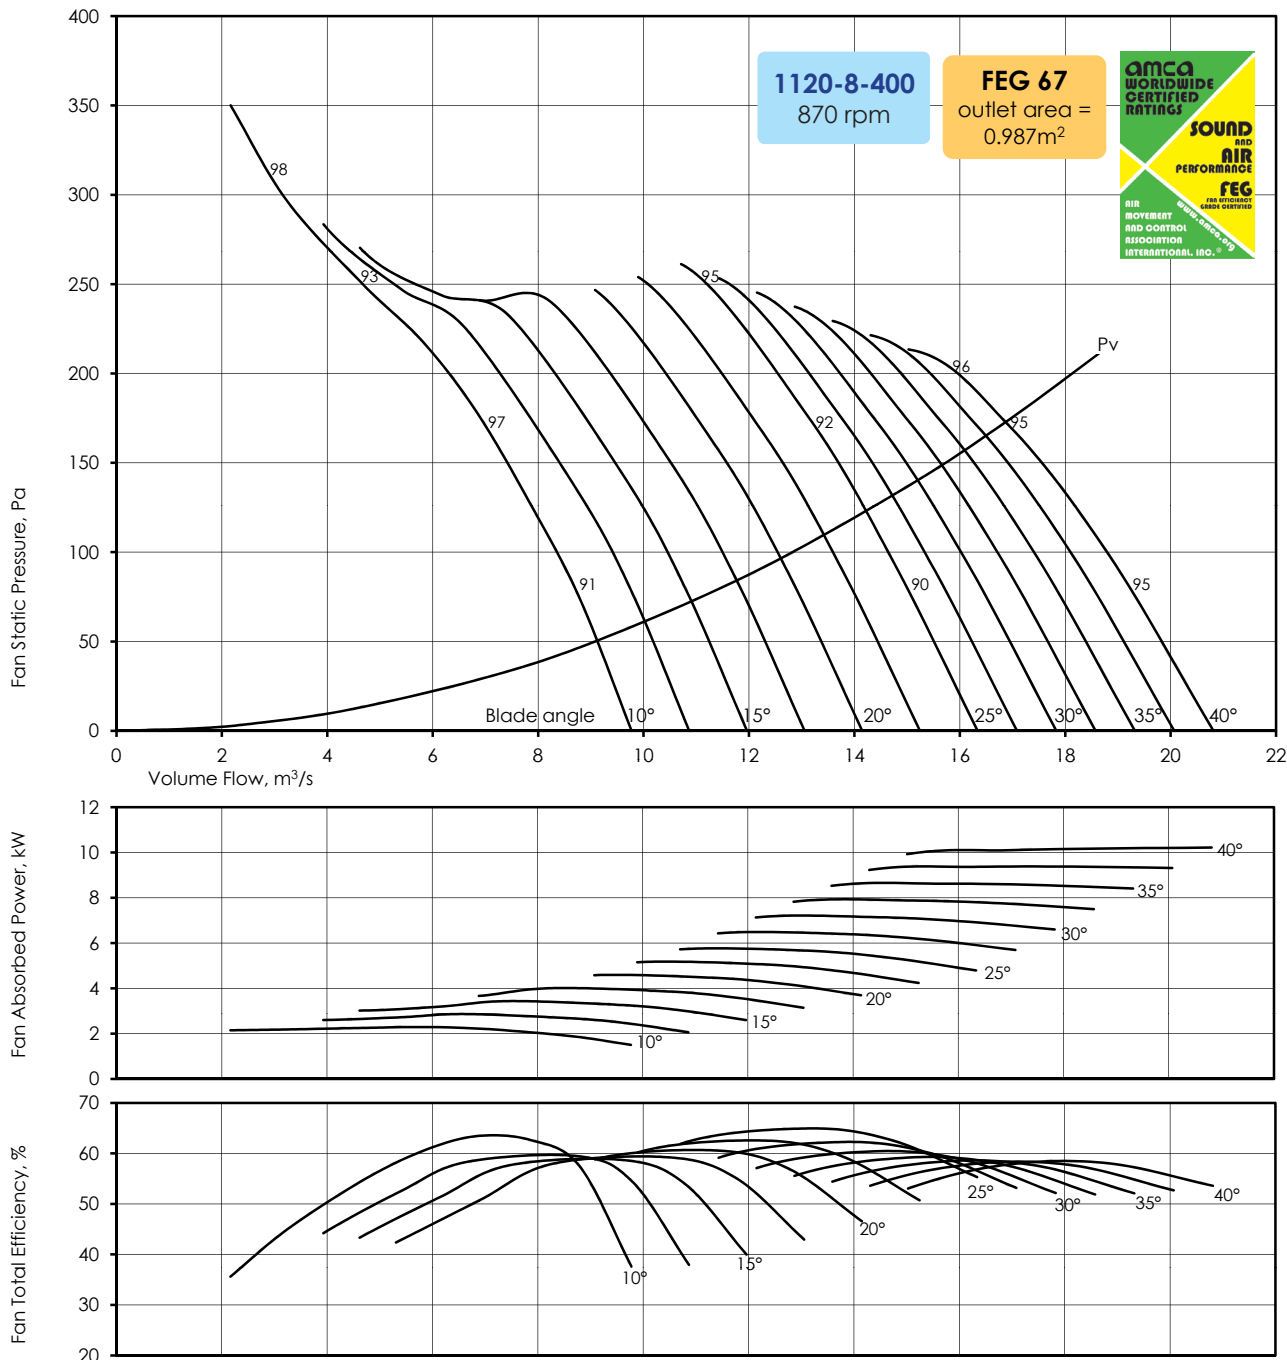 400
350
300
250
200
150
100
50
0
Fan Static Pressure, Pa
1120-8-400
870 rpm
FEG 67
outlet area =
0.987m²
amca
WORLDWIDE
CERTIFIED
RATINGS
SOUND
AND
AIR
PERFORMANCE
FEG
FAN EFFICIENCY
GRADE CERTIFIED
AIR
MOVEMENT
AND CONTROL
ASSOCIATION
INTERNATIONAL, INC.®
www.amca.org
98
93
97
91
95
92
90
96
95
95
Pv
Blade angle 10° 15° 20° 25° 30° 35° 40°
0 2 4 6 8 10 12 14 16 18 20 22
Volume Flow, m³/s
12
10
8
6
4
2
0
Fan Absorbed Power, kW
40°
35°
30°
25°
20°
15°
10°
70
60
50
40
30
20
Fan Total Efficiency, %
10°
15°
20°
25°
30°
35°
40°